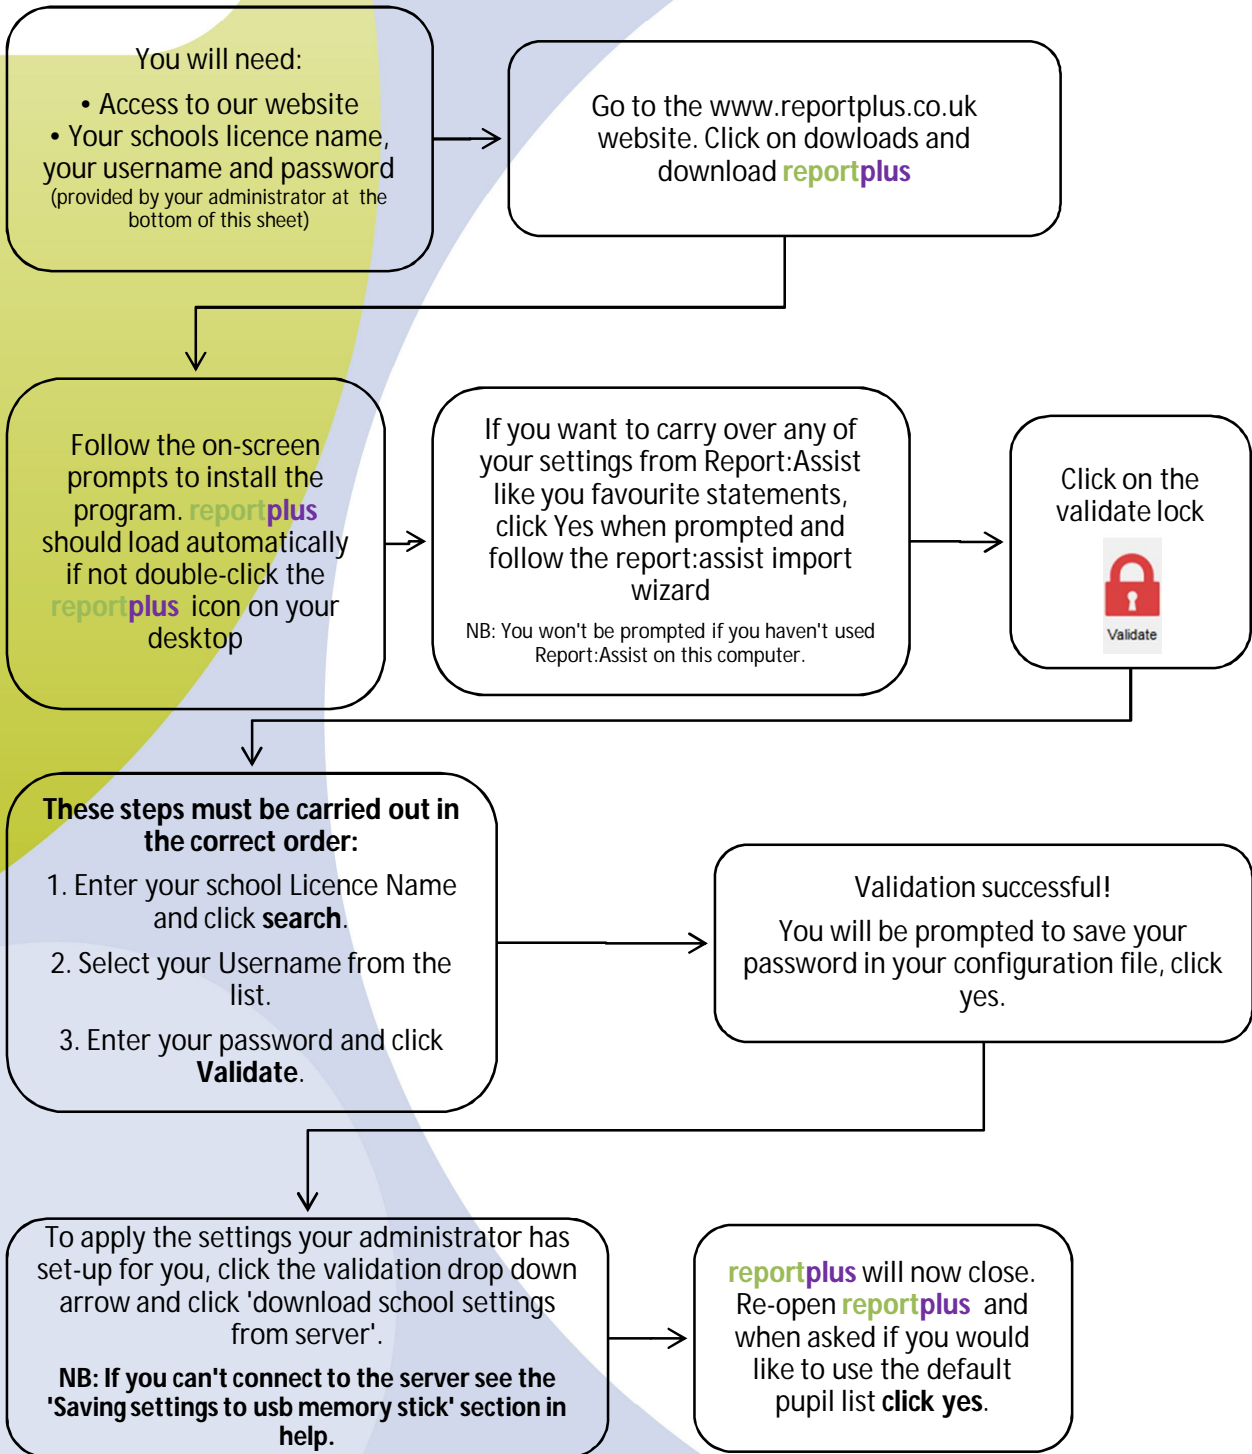 You will need:
• Access to our website
• Your schools licence name,
your username and password
(provided by your administrator at the
bottom of this sheet)
Go to the www.reportplus.co.uk
website. Click on dowloads and
download reportplus
Follow the on-screen
prompts to install the
program. reportplus
should load automatically
if not double-click the
reportplus icon on your
desktop
If you want to carry over any of
your settings from Report:Assist
like you favourite statements,
click Yes when prompted and
follow the report:assist import
wizard
NB: You won't be prompted if you haven't used
Report:Assist on this computer.
Click on the
validate lock
Validate
These steps must be carried out in
the correct order:
1. Enter your school Licence Name
and click search.
2. Select your Username from the
list.
3. Enter your password and click
Validate.
Validation successful!
You will be prompted to save your
password in your configuration file, click
yes.
To apply the settings your administrator has
set-up for you, click the validation drop down
arrow and click 'download school settings
from server'.
NB: If you can't connect to the server see the
'Saving settings to usb memory stick' section in
help.
reportplus will now close.
Re-open reportplus and
when asked if you would
like to use the default
pupil list click yes.